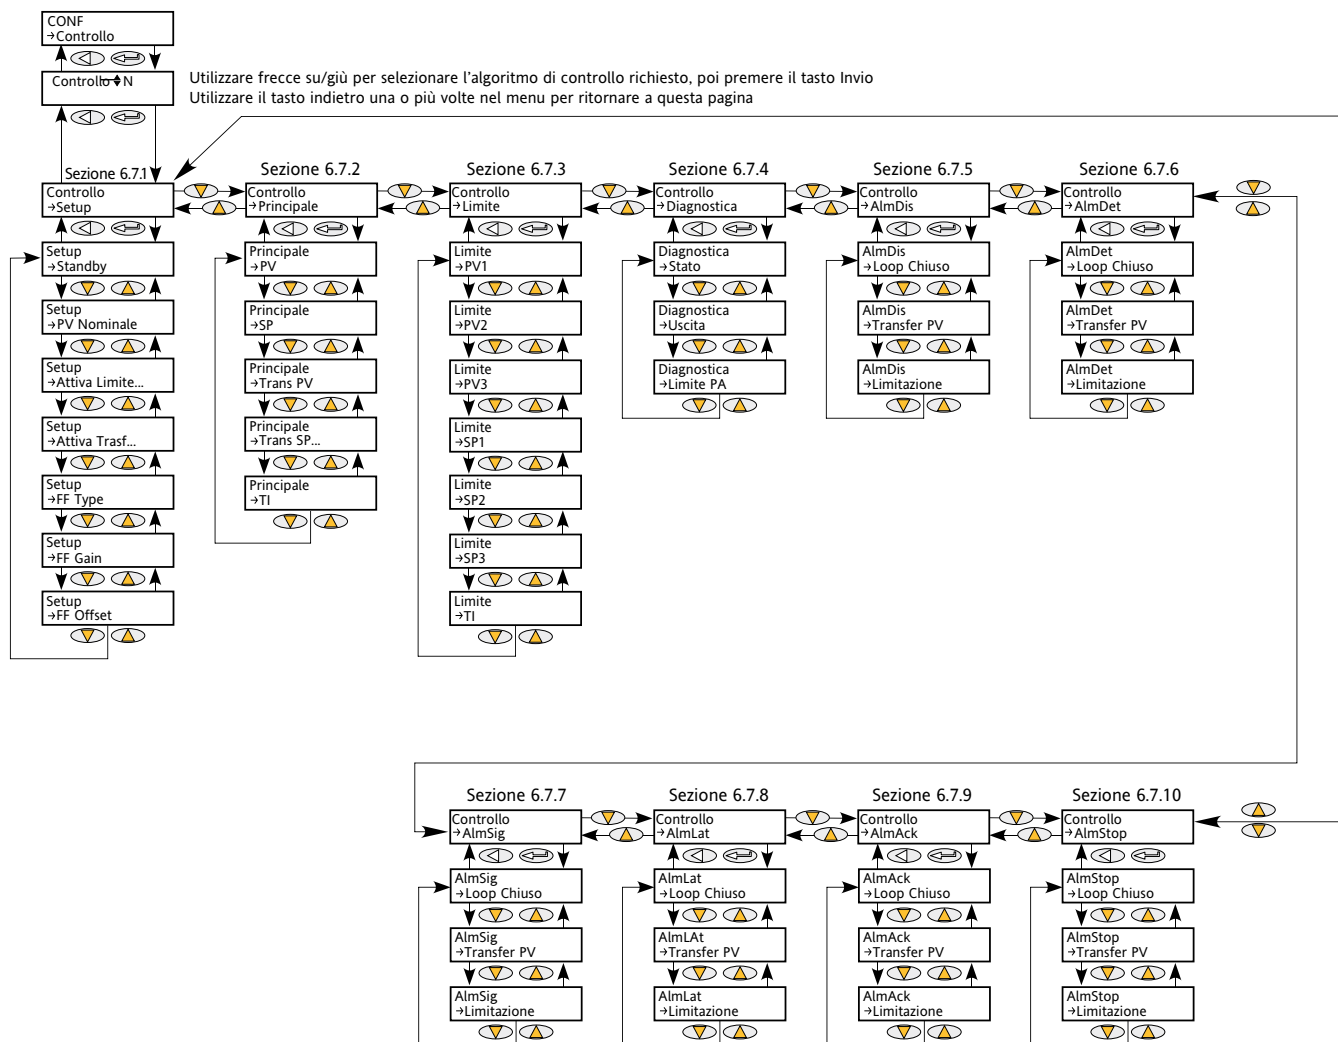 CONF
→Controllo
Controllo N
Utilizzare frecce su/giù per selezionare l'algoritmo di controllo richiesto, poi premere il tasto Invio
Utilizzare il tasto indietro una o più volte nel menu per ritornare a questa pagina
Sezione 6.7.1
Controllo
→Setup
Setup
→Standby
Setup
→PV Nominale
Setup
→Attiva Limite...
Setup
→Attiva Trasf...
Setup
→FF Type
Setup
→FF Gain
Setup
→FF Offset
Sezione 6.7.2
Controllo
→Principale
Principale
→PV
Principale
→SP
Principale
→Trans PV
Principale
→Trans SP...
Principale
→TI
Sezione 6.7.3
Controllo
→Limite
Limite
→PV1
Limite
→PV2
Limite
→PV3
Limite
→SP1
Limite
→SP2
Limite
→SP3
Limite
→TI
Sezione 6.7.4
Controllo
→Diagnostica
Diagnostica
→Stato
Diagnostica
→Uscita
Diagnostica
→Limite PA
Sezione 6.7.5
Controllo
→AlmDis
AlmDis
→Loop Chiuso
AlmDis
→Transfer PV
AlmDis
→Limitazione
Sezione 6.7.6
Controllo
→AlmDet
AlmDet
→Loop Chiuso
AlmDet
→Transfer PV
AlmDet
→Limitazione
Sezione 6.7.7
Controllo
→AlmSig
AlmSig
→Loop Chiuso
AlmSig
→Transfer PV
AlmSig
→Limitazione
Sezione 6.7.8
Controllo
→AlmLat
AlmLat
→Loop Chiuso
AlmLAt
→Transfer PV
AlmLat
→Limitazione
Sezione 6.7.9
Controllo
→AlmAck
AlmAck
→Loop Chiuso
AlmAck
→Transfer PV
AlmAck
→Limitazione
Sezione 6.7.10
Controllo
→AlmStop
AlmStop
→Loop Chiuso
AlmStop
→Transfer PV
AlmStop
→Limitazione